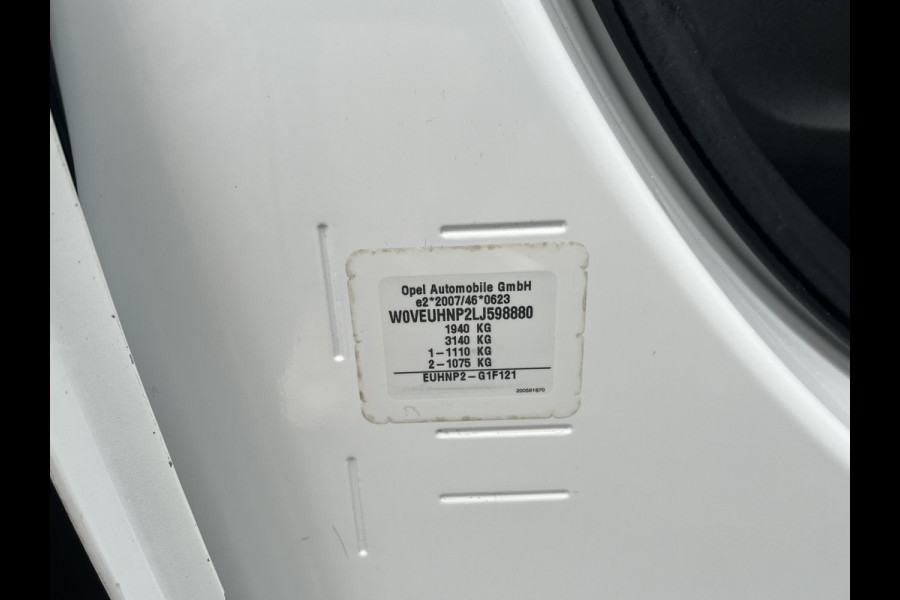 Opel Automobile GmbH
e2*2007/46*0623
W0VEUHNP2LJ598880
1940 KG
3140 KG
1-1110 KG
2-1075 KG
EUHNP2-G1F121